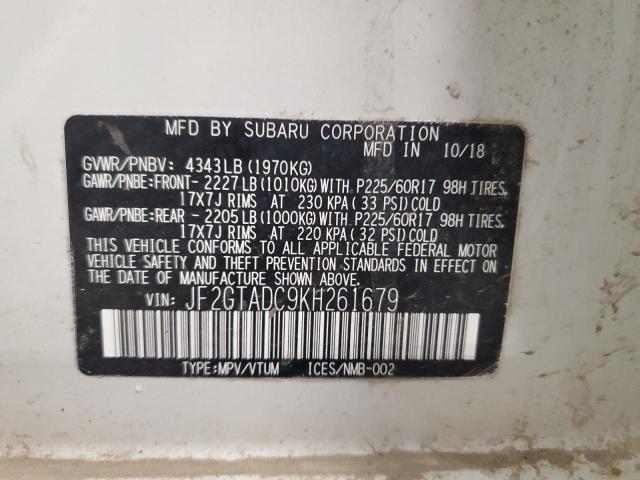 MFD BY SUBARU CORPORATION
MFD IN 10/18
GVWR/PNBV: 4343LB (1970KG)
GAWR/PNBE:FRONT- 2227LB(1010KG)WITH P225/60R17 98H TIRES,
17X7J RIMS AT 230 KPA(33 PSI)COLD
GAWR/PNBE:REAR - 2205LB(1000KG)WITH P225/60R17 98H TIRES,
17X7J RIMS AT 220 KPA(32 PSI)COLD
THIS VEHICLE CONFORMS TO ALL APPLICABLE FEDERAL MOTOR
VEHICLE SAFETY AND THEFT PREVENTION STANDARDS IN EFFECT
ON THE DATE OF MANUFACTURE SHOWN ABOVE.
VIN: JF2GTADC9KH261679
TYPE:MPV/VTUM ICES/NMB-002